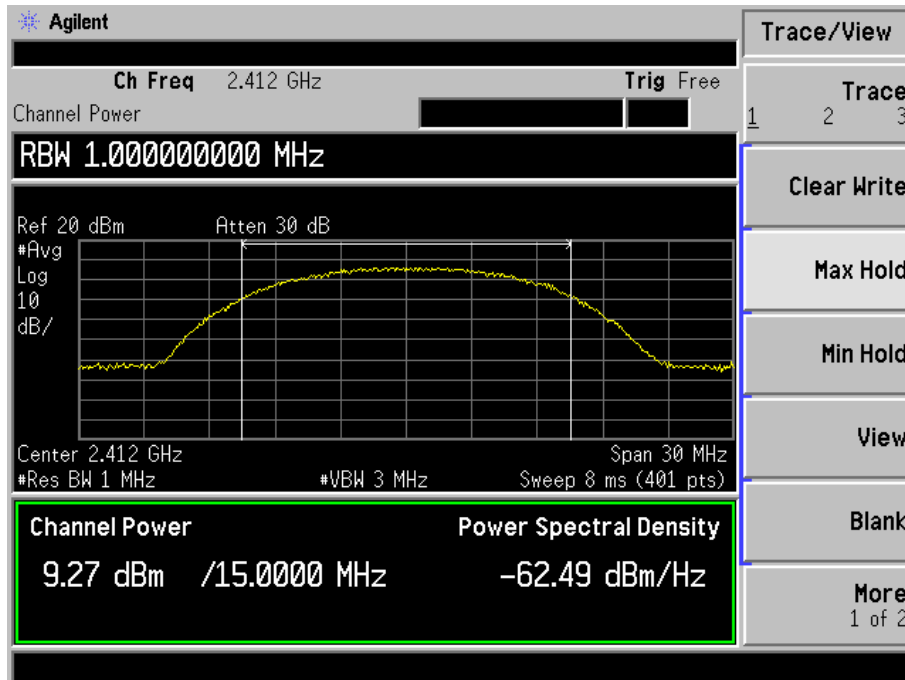 Agilent
Trace/View
Ch Freq 2.412 GHz Trig Free
Channel Power
Trace
1 2 3
RBW 1.000000000 MHz
Clear Write
Ref 20 dBm Atten 30 dB
#Avg
Log
10
dB/
Max Hold
Min Hold
View
Center 2.412 GHz Span 30 MHz
#Res BW 1 MHz #VBW 3 MHz Sweep 8 ms (401 pts)
Blank
Channel Power Power Spectral Density
9.27 dBm /15.0000 MHz -62.49 dBm/Hz
More
1 of 2